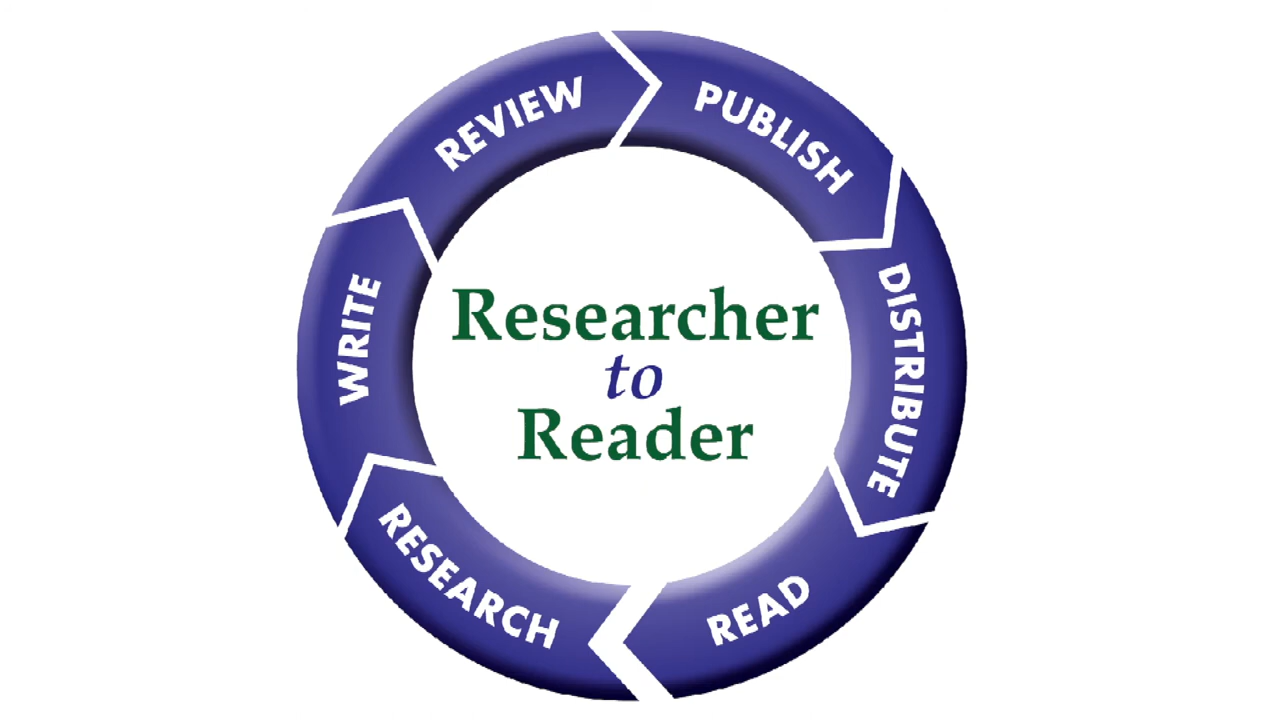 REVIEW
PUBLISH
DISTRIBUTE
READ
RESEARCH
WRITE
Researcher
to
Reader